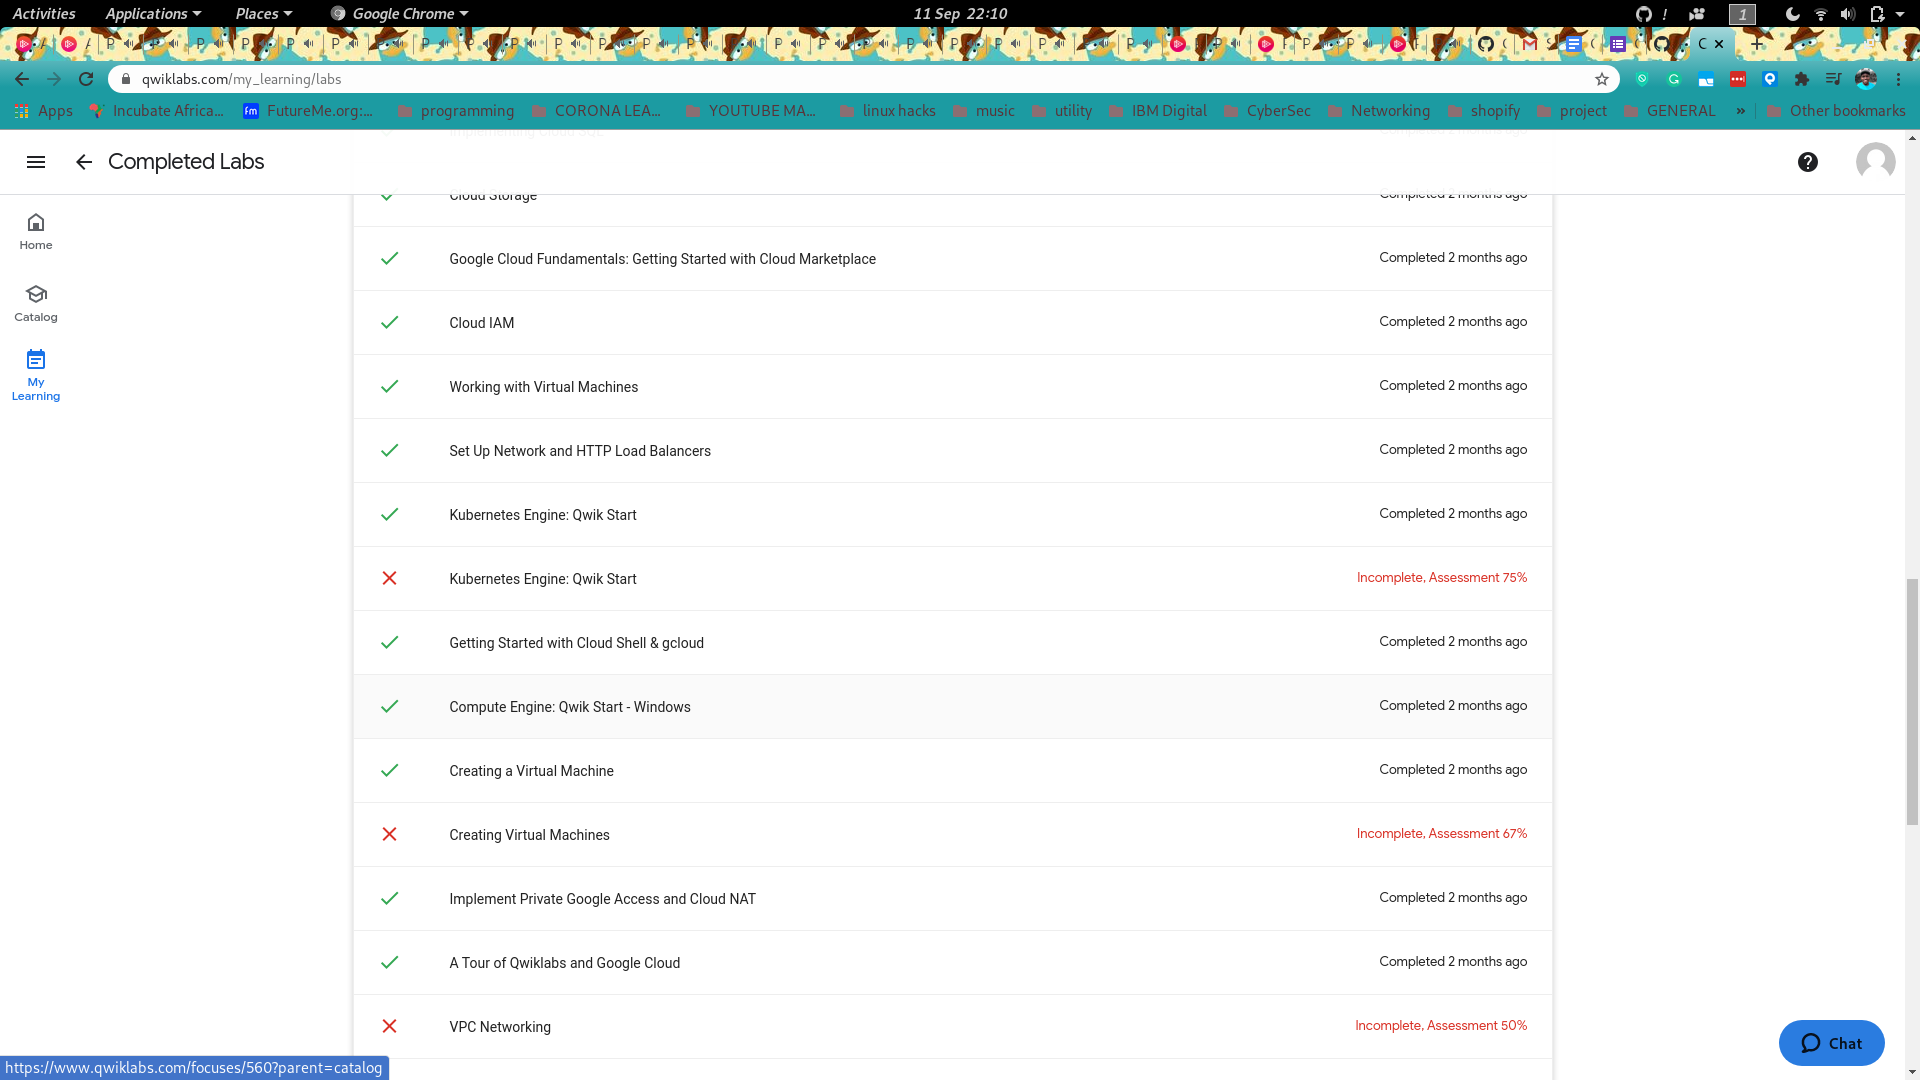 Activities Applications Places Google Chrome 11 Sep 22:10 ! 1
qwiklabs.com/my_learning/labs
Apps Incubate Africa... fm FutureMe.org:... programming CORONA LEA... YOUTUBE MA... linux hacks music utility IBM Digital CyberSec Networking shopify project GENERAL » Other bookmarks
Completed Labs
Home
Catalog
My
Learning
Cloud Storage Completed 2 months ago
Google Cloud Fundamentals: Getting Started with Cloud Marketplace Completed 2 months ago
Cloud IAM Completed 2 months ago
Working with Virtual Machines Completed 2 months ago
Set Up Network and HTTP Load Balancers Completed 2 months ago
Kubernetes Engine: Qwik Start Completed 2 months ago
Kubernetes Engine: Qwik Start Incomplete, Assessment 75%
Getting Started with Cloud Shell & gcloud Completed 2 months ago
Compute Engine: Qwik Start - Windows Completed 2 months ago
Creating a Virtual Machine Completed 2 months ago
Creating Virtual Machines Incomplete, Assessment 67%
Implement Private Google Access and Cloud NAT Completed 2 months ago
A Tour of Qwiklabs and Google Cloud Completed 2 months ago
VPC Networking Incomplete, Assessment 50%
Chat
https://www.qwiklabs.com/focuses/560?parent=catalog